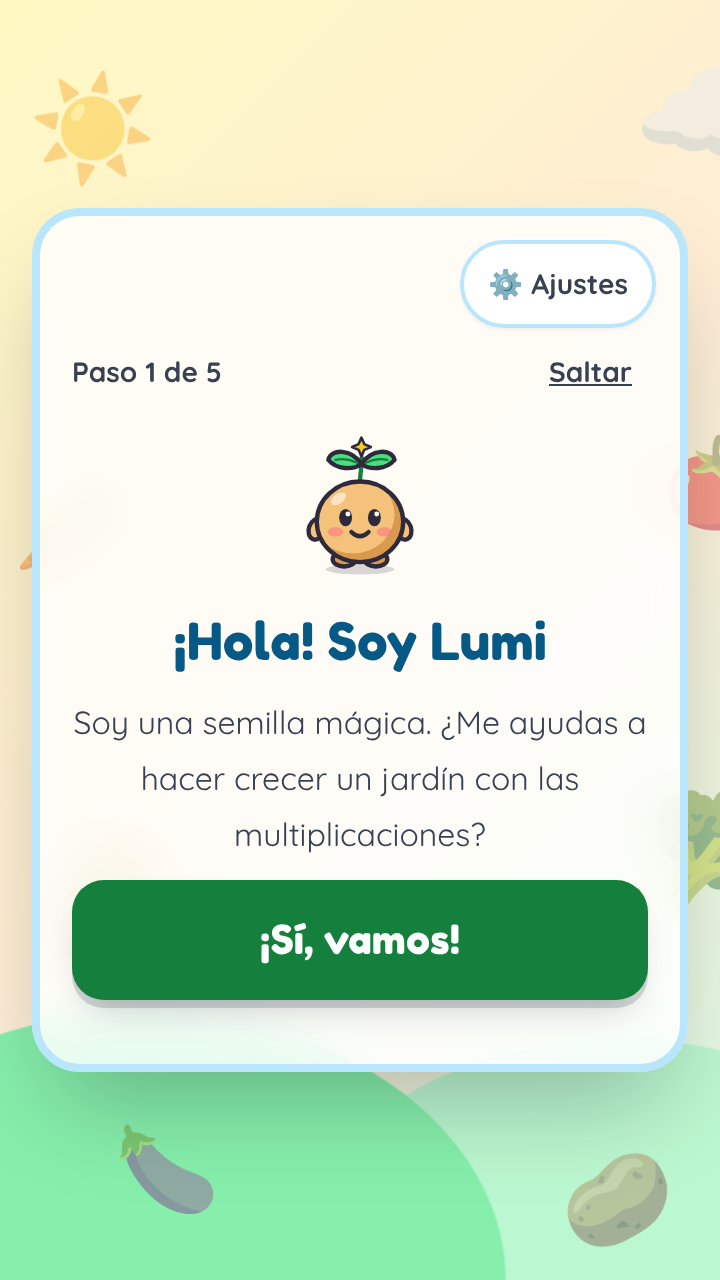 Ajustes
Paso 1 de 5
Saltar
¡Hola! Soy Lumi
Soy una semilla mágica. ¿Me ayudas a
hacer crecer un jardín con las
multiplicaciones?
¡Sí, vamos!